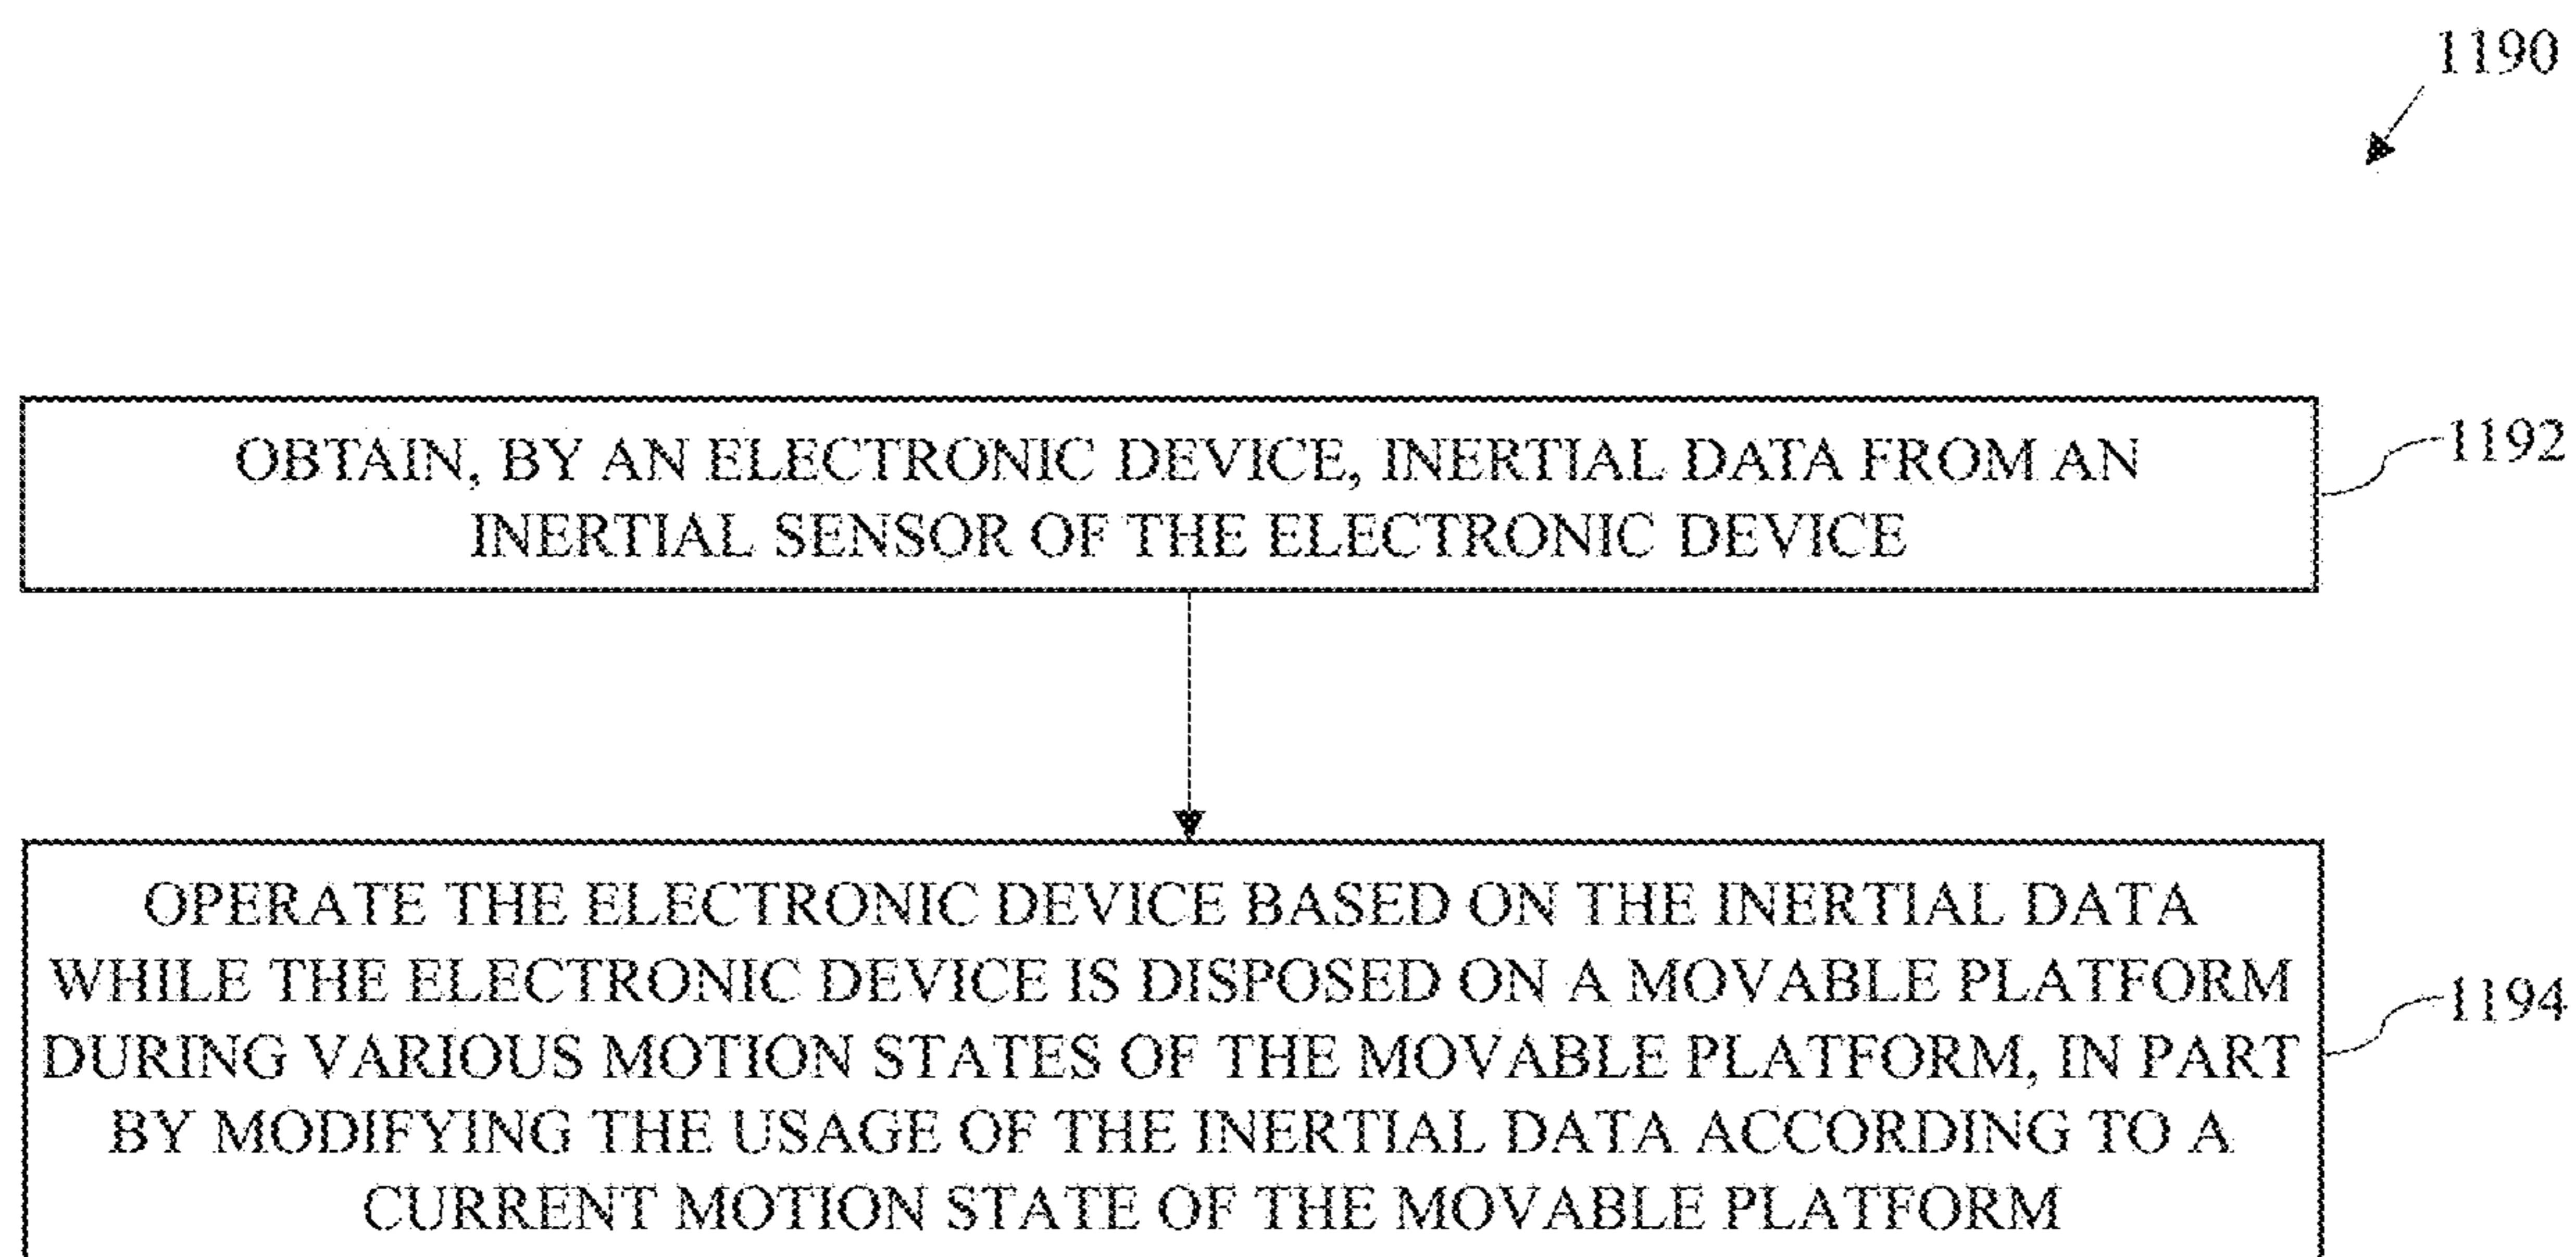 1190
OBTAIN, BY AN ELECTRONIC DEVICE, INERTIAL DATA FROM AN
INERTIAL SENSOR OF THE ELECTRONIC DEVICE
1192
OPERATE THE ELECTRONIC DEVICE BASED ON THE INERTIAL DATA
WHILE THE ELECTRONIC DEVICE IS DISPOSED ON A MOVABLE PLATFORM
DURING VARIOUS MOTION STATES OF THE MOVABLE PLATFORM, IN PART
BY MODIFYING THE USAGE OF THE INERTIAL DATA ACCORDING TO A
CURRENT MOTION STATE OF THE MOVABLE PLATFORM
1194